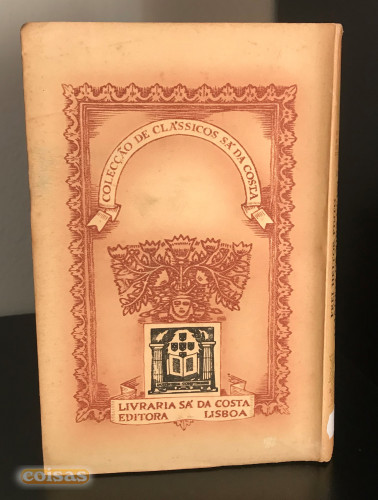 COLECÇÃO DE CLÁSSICOS SÁ DA COSTA
LIVRARIA SÁ DA COSTA
EDITORA LISBOA
coisas